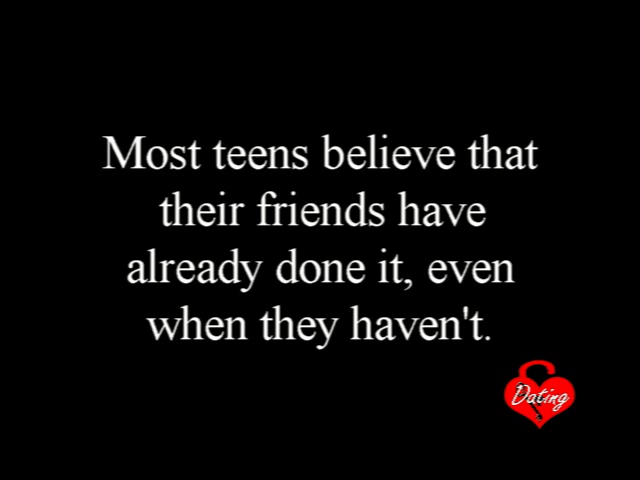 Most teens believe that
their friends have
already done it, even
when they haven't.
Dating